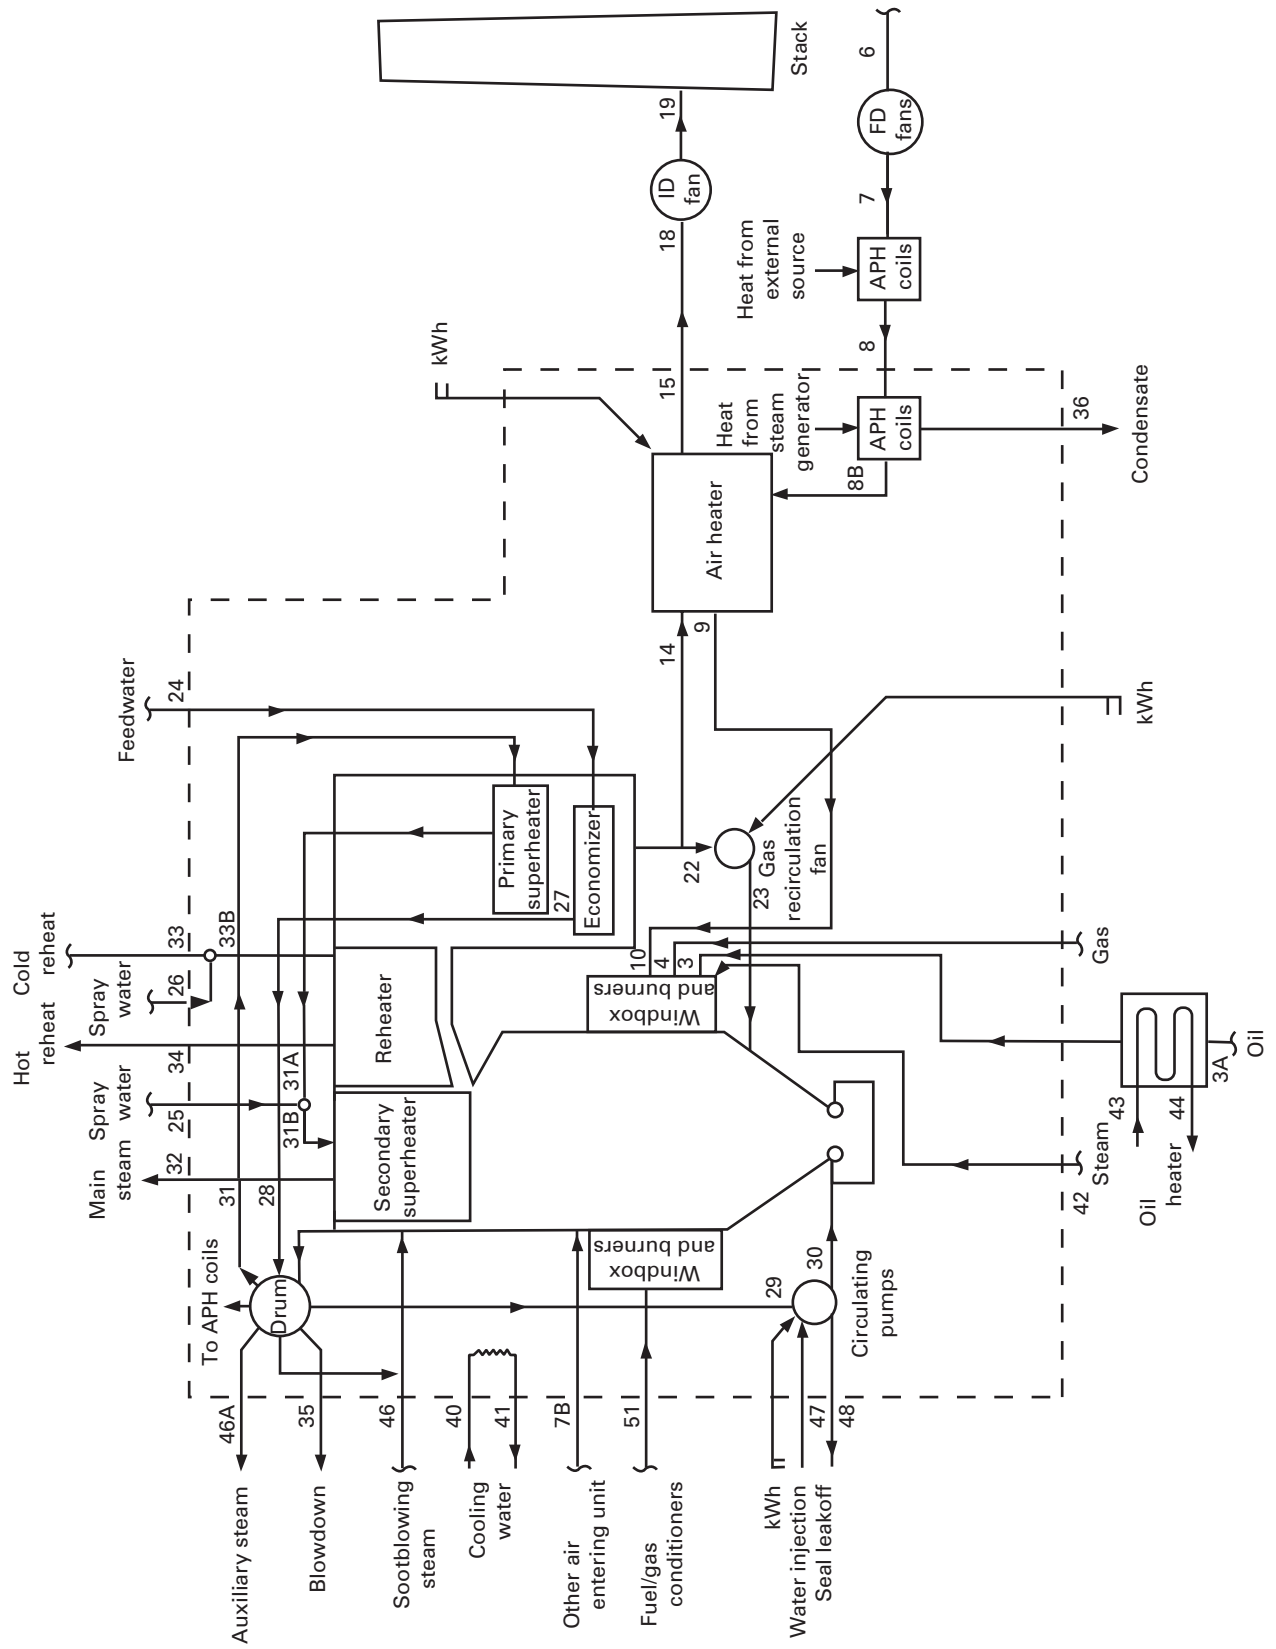 Stack
19
ID
fan
18
15
kWh
6
FD
fans
7
Heat from
external
source
APH
coils
8
Heat
from
steam
generator
APH
coils
8B
36
Condensate
Air heater
14
9
Feedwater
24
kWh
Primary
superheater
27
Economizer
22
Gas
recirculation
fan
23
Cold
reheat
33
33B
Spray
water
26
Hot
reheat
34
Reheater
10
4
3
Windbox
and burners
Gas
3A
Oil
43
44
Oil
heater
Steam
42
Spray
water
25
31A
31B
Main
steam
32
31
28
Secondary
superheater
Windbox
and burners
To APH coils
Drum
29
30
Circulating
pumps
46A
35
46
40
41
7B
51
47
48
Auxiliary steam
Blowdown
Sootblowing
steam
Cooling
water
Other air
entering unit
Fuel/gas
conditioners
kWh
Water injection
Seal leakoff